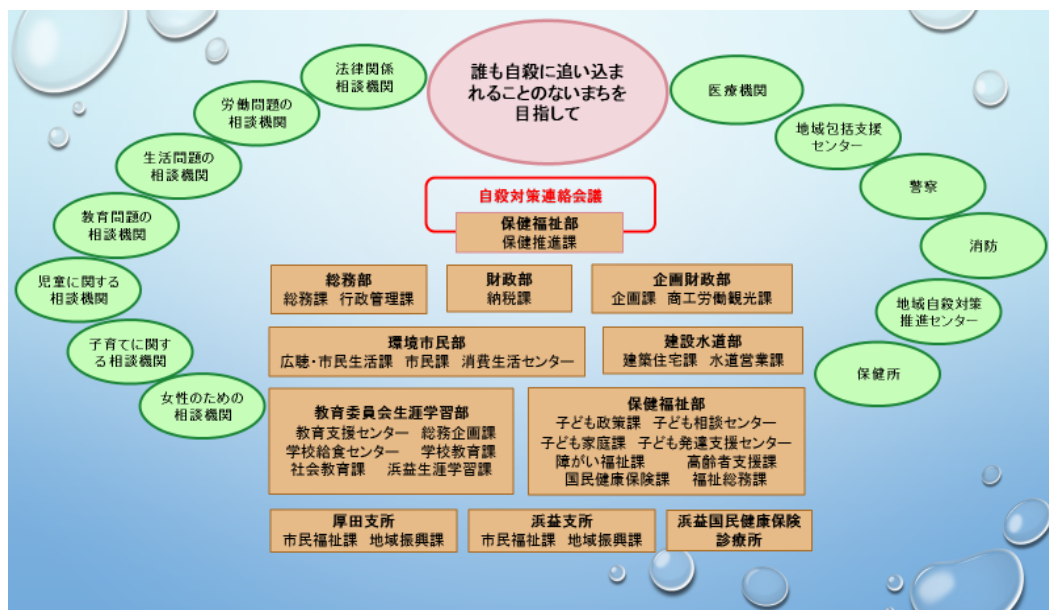 誰も自殺に追い込ま
れることのないまちを
目指して
法律関係
相談機関
労働問題の
相談機関
生活問題の
相談機関
教育問題の
相談機関
児童に関する
相談機関
子育てに関す
る相談機関
女性のための
相談機関
医療機関
地域包括支援
センター
警察
消防
地域自殺対策
推進センター
保健所
自殺対策連絡会議
保健福祉部
保健推進課
総務部
総務課 行政管理課
財政部
納税課
企画財政部
企画課 商工労働観光課
環境市民部
広聴・市民生活課 市民課 消費生活センター
建設水道部
建築住宅課 水道営業課
教育委員会生涯学習部
教育支援センター 総務企画課
学校給食センター 学校教育課
社会教育課 浜益生涯学習課
保健福祉部
子ども政策課 子ども相談センター
子ども家庭課 子ども発達支援センター
障がい福祉課 高齢者支援課
国民健康保険課 福祉総務課
厚田支所
市民福祉課 地域振興課
浜益支所
市民福祉課 地域振興課
浜益国民健康保険
診療所